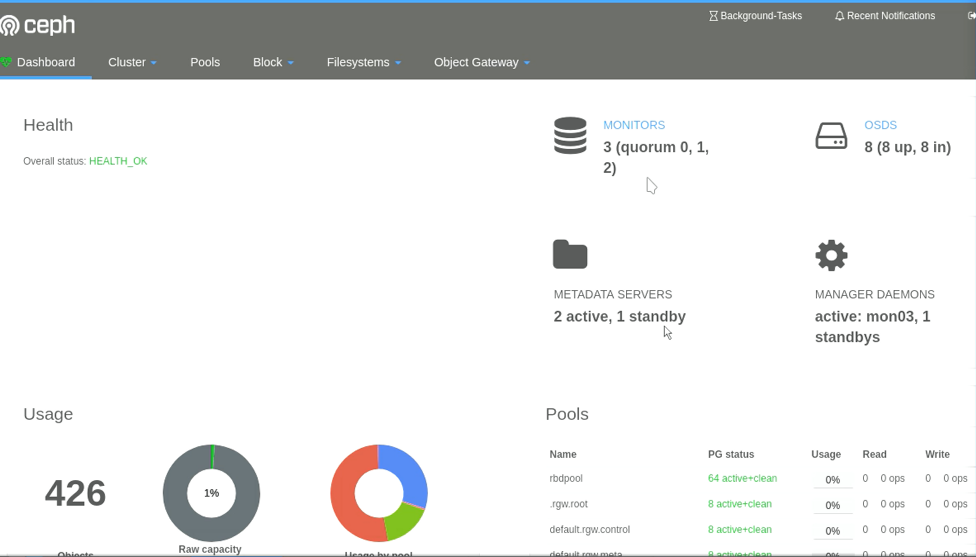 ceph
Background-Tasks
Recent Notifications
Dashboard
Cluster
Pools
Block
Filesystems
Object Gateway
Health
Overall status: HEALTH_OK
MONITORS
3 (quorum 0, 1,
2)
OSDS
8 (8 up, 8 in)
METADATA SERVERS
2 active, 1 standby
MANAGER DAEMONS
active: mon03, 1
standbys
Usage
426
Objects
1%
Raw capacity
Usage by pool
Pools
Name PG status Usage Read Write
rbdpool 64 active+clean 0% 0 0 ops 0 0 ops
.rgw.root 8 active+clean 0% 0 0 ops 0 0 ops
default.rgw.control 8 active+clean 0% 0 0 ops 0 0 ops
default.rgw.meta 8 active+clean 0% 0 0 ops 0 0 ops